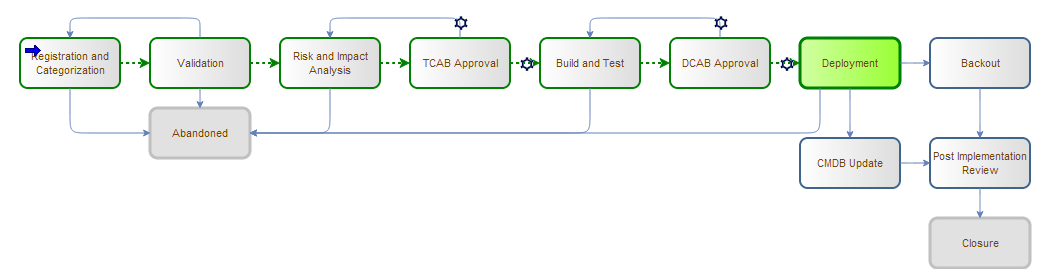 Registration and
Categorization
Validation
Risk and Impact
Analysis
TCAB Approval
Build and Test
DCAB Approval
Deployment
Backout
Abandoned
CMDB Update
Post Implementation
Review
Closure